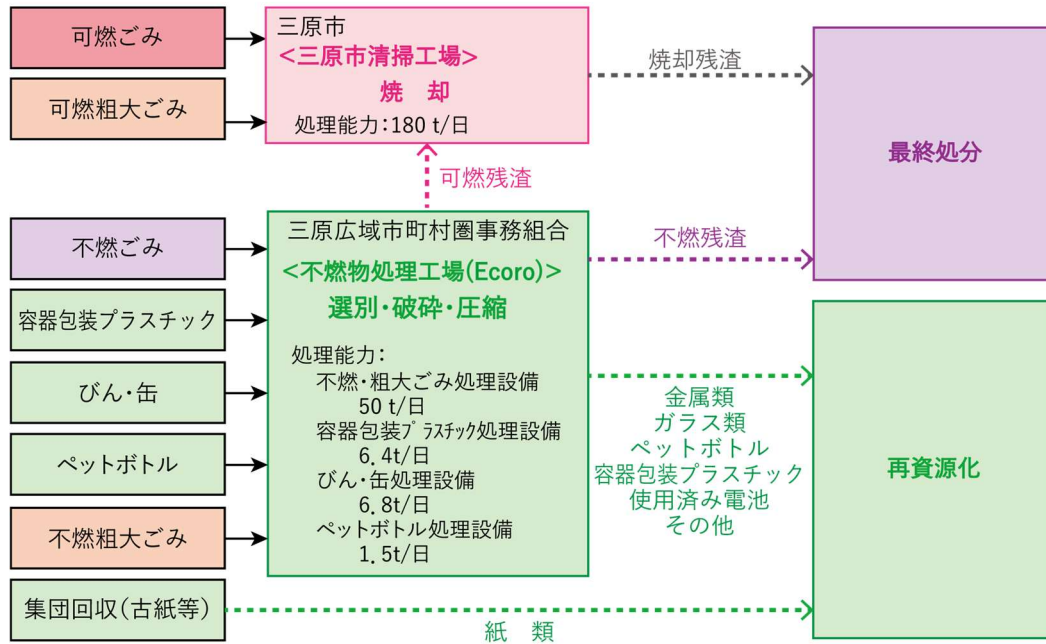 可燃ごみ
可燃粗大ごみ
三原市
<三原市清掃工場>
焼 却
処理能力:180 t/日
焼却残渣
最終処分
可燃残渣
不燃ごみ
容器包装プラスチック
びん・缶
ペットボトル
不燃粗大ごみ
集団回収(古紙等)
三原広域市町村圏事務組合
<不燃物処理工場(Ecoro)>
選別・破砕・圧縮
処理能力:
不燃・粗大ごみ処理設備
50 t/日
容器包装プラスチック処理設備
6.4t/日
びん・缶処理設備
6.8t/日
ペットボトル処理設備
1.5t/日
不燃残渣
金属類
ガラス類
ペットボトル
容器包装プラスチック
使用済み電池
その他
再資源化
紙 類